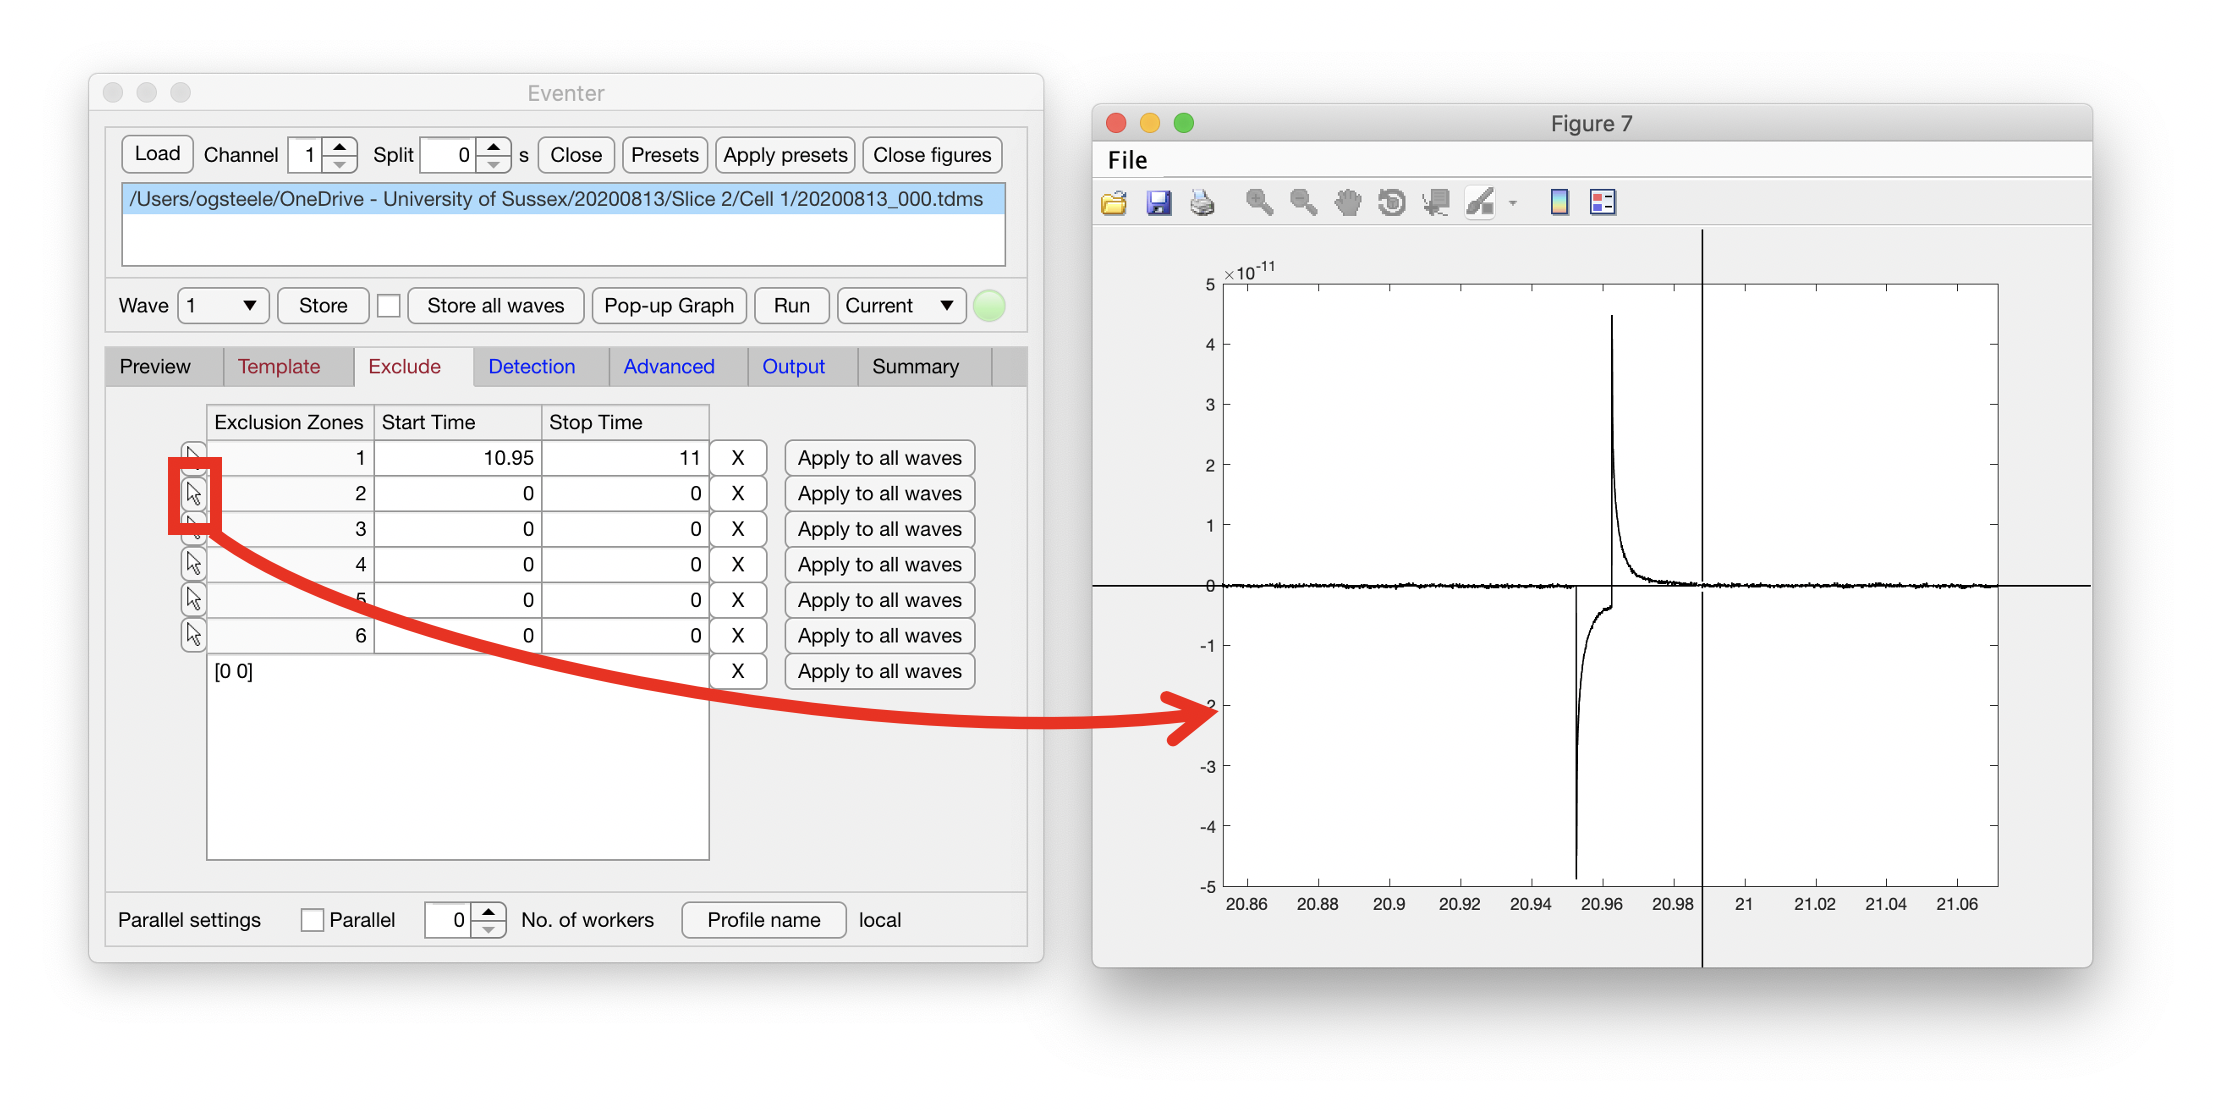 Eventer
Load Channel 1 Split 0 s Close Presets Apply presets Close figures
/Users/ogsteele/OneDrive - University of Sussex/20200813/Slice 2/Cell 1/20200813_000.tdms
Wave 1 Store Store all waves Pop-up Graph Run Current
Preview Template Exclude Detection Advanced Output Summary
Exclusion Zones Start Time Stop Time
1 10.95 11 X Apply to all waves
2 0 0 X Apply to all waves
3 0 0 X Apply to all waves
4 0 0 X Apply to all waves
5 0 0 X Apply to all waves
6 0 0 X Apply to all waves
[0 0] X Apply to all waves
Parallel settings Parallel 0 No. of workers Profile name local
Figure 7
File
×10-11
5
4
3
2
1
0
-1
-2
-3
-4
-5
20.86 20.88 20.9 20.92 20.94 20.96 20.98 21 21.02 21.04 21.06